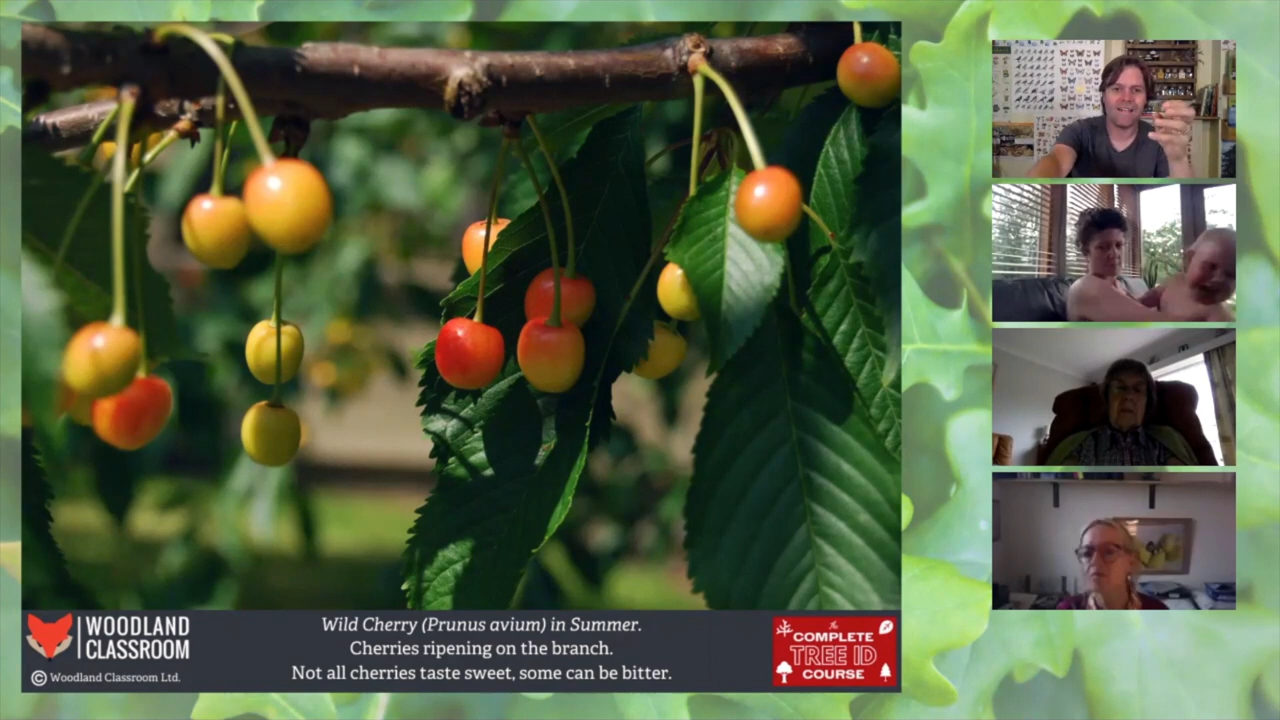 WOODLAND
CLASSROOM
© Woodland Classroom Ltd.
Wild Cherry (Prunus avium) in Summer.
Cherries ripening on the branch.
Not all cherries taste sweet, some can be bitter.
The
COMPLETE
TREE ID
COURSE